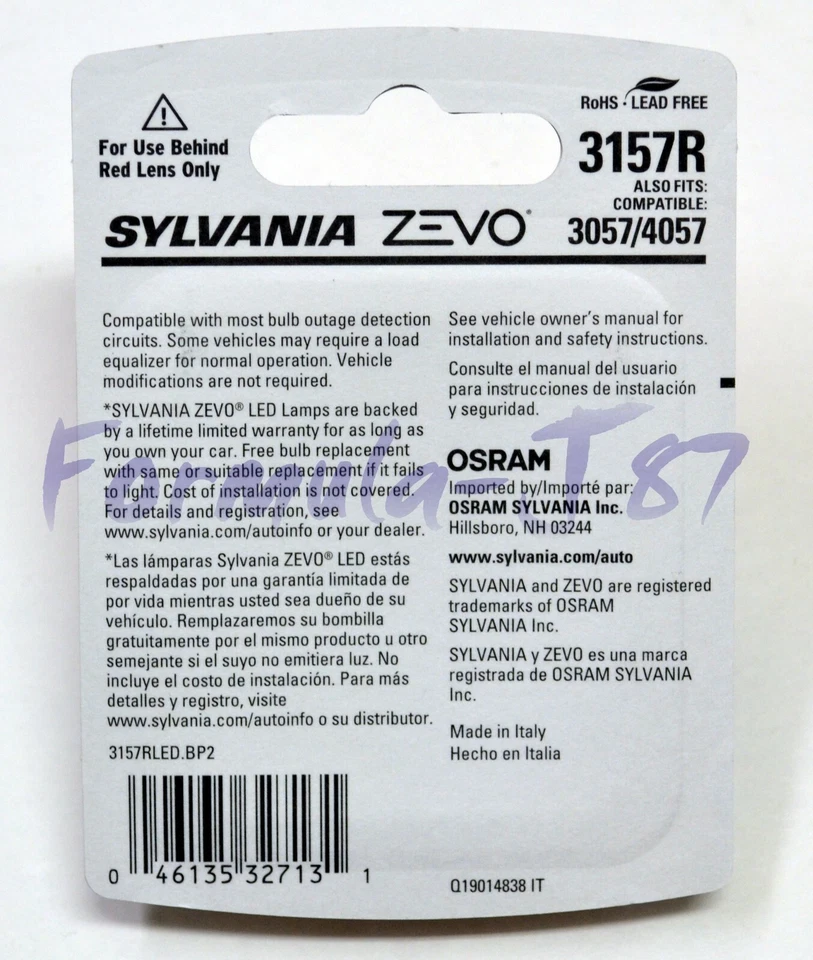 For Use Behind
Red Lens Only
RoHS · LEAD FREE
3157R
ALSO FITS:
COMPATIBLE:
3057/4057
SYLVANIA ZEVO®
Compatible with most bulb outage detection
circuits. Some vehicles may require a load
equalizer for normal operation. Vehicle
modifications are not required.
*SYLVANIA ZEVO® LED Lamps are backed
by a lifetime limited warranty for as long as
you own your car. Free bulb replacement
with same or suitable replacement if it fails
to light. Cost of installation is not covered.
For details and registration, see
www.sylvania.com/autoinfo or your dealer.
*Las lámparas Sylvania ZEVO® LED estás
respaldadas por una garantía limitada de
por vida mientras usted sea dueño de su
vehículo. Remplazaremos su bombilla
gratuitamente por el mismo producto u otro
semejante si el suyo no emitiera luz. No
incluye el costo de instalación. Para más
detalles y registro, visite
www.sylvania.com/autoinfo o su distributor.
3157RLED.BP2
0 46135 32713 1
See vehicle owner's manual for
installation and safety instructions.
Consulte el manual del usuario
para instrucciones de instalación
y seguridad.
OSRAM
Imported by/Importé par:
OSRAM SYLVANIA Inc.
Hillsboro, NH 03244
www.sylvania.com/auto
SYLVANIA and ZEVO are registered
trademarks of OSRAM
SYLVANIA Inc.
SYLVANIA y ZEVO es una marca
registrada de OSRAM SYLVANIA
Inc.
Made in Italy
Hecho en Italia
Q19014838 IT
Formula-J87